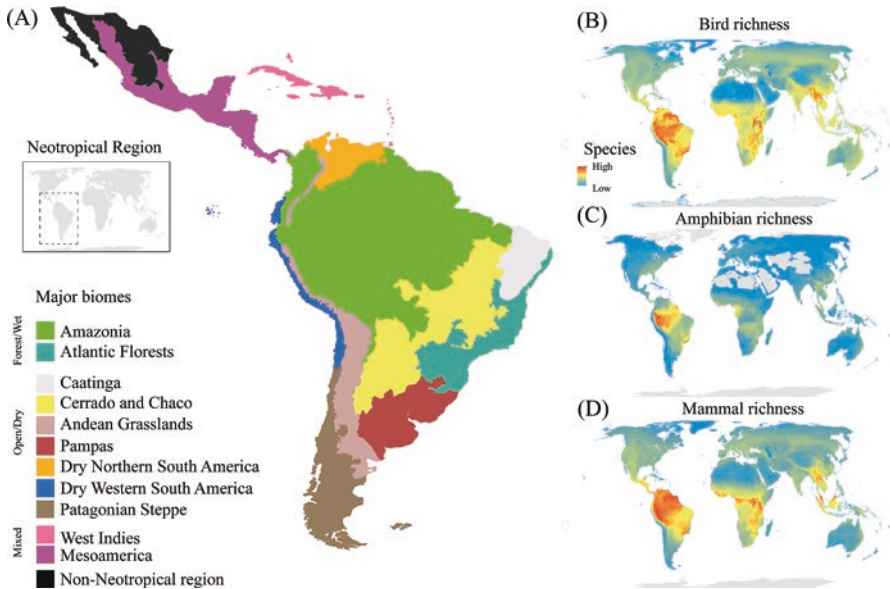 (A)
Neotropical Region
Major biomes
Forest/Wet
Amazonia
Atlantic Florests
Open/Dry
Caatinga
Cerrado and Chaco
Andean Grasslands
Pampas
Dry Northern South America
Dry Western South America
Patagonian Steppe
Mixed
West Indies
Mesoamerica
Non-Neotropical region
(B)
Bird richness
Species
High
Low
(C)
Amphibian richness
(D)
Mammal richness